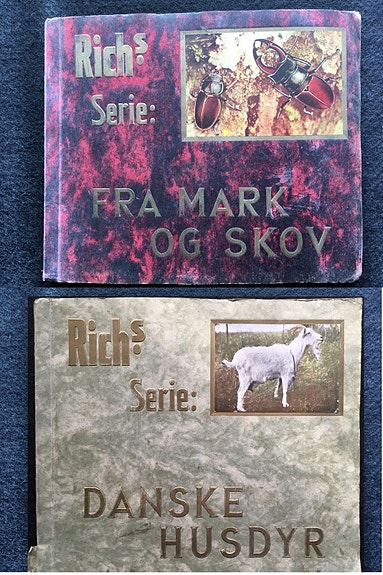 Richs
Serie:
FRA MARK
OG SKOV
Richs
Serie:
DANSKE
HUSDYR